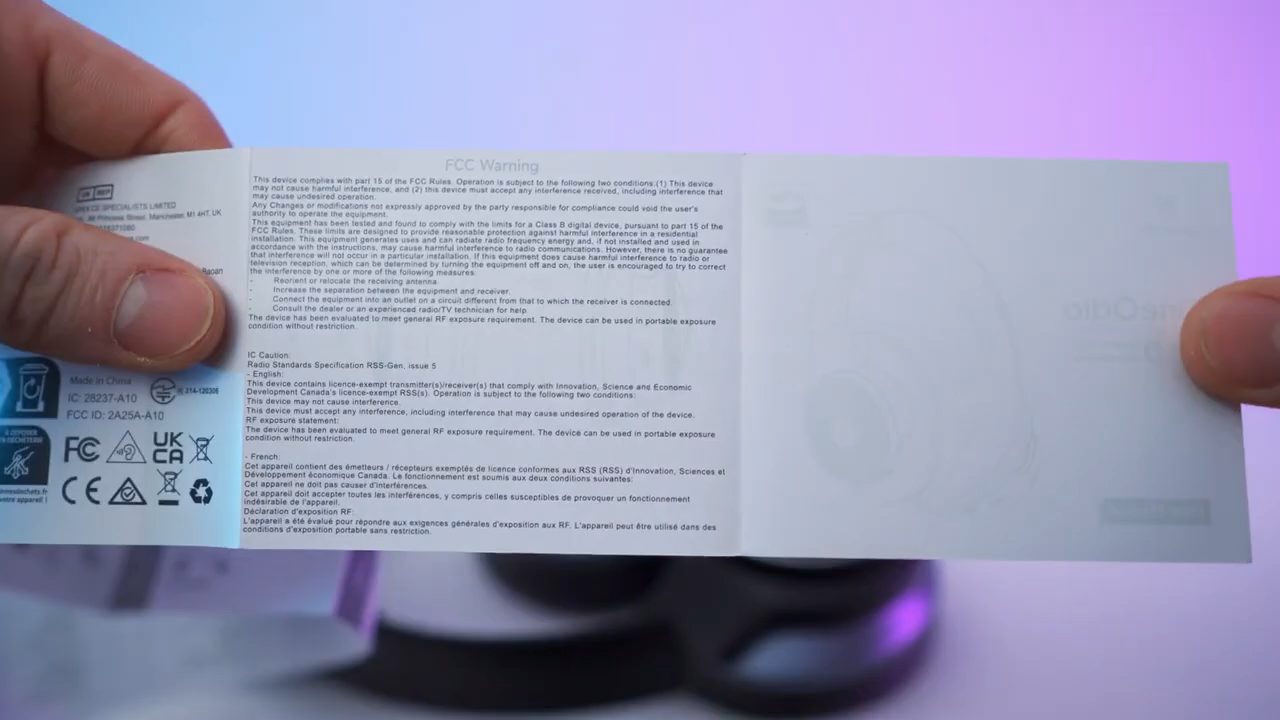 UK REP
SPECIALISTS LIMITED
Princess Street, Manchester, M1 4HT, UK
Baoan
Made in China
IC: 28237-A10
FCC ID: 2A25A-A10
214-120308
À DÉPOSER
EN DÉCHÈTERIE
FC
UK
CA
CE
FCC Warning
This device complies with part 15 of the FCC Rules. Operation is subject to the following two conditions:(1) This device
may not cause harmful interference, and (2) this device must accept any interference received, including interference that
may cause undesired operation.
Any Changes or modifications not expressly approved by the party responsible for compliance could void the user's
authority to operate the equipment.
This equipment has been tested and found to comply with the limits for a Class B digital device, pursuant to part 15 of the
FCC Rules. These limits are designed to provide reasonable protection against harmful interference in a residential
installation. This equipment generates uses and can radiate radio frequency energy and, if not installed and used in
accordance with the instructions, may cause harmful interference to radio communications. However, there is no guarantee
that interference will not occur in a particular installation. If this equipment does cause harmful interference to radio or
television reception, which can be determined by turning the equipment off and on, the user is encouraged to try to correct
the interference by one or more of the following measures:
- Reorient or relocate the receiving antenna.
- Increase the separation between the equipment and receiver.
- Connect the equipment into an outlet on a circuit different from that to which the receiver is connected.
- Consult the dealer or an experienced radio/TV technician for help.
The device has been evaluated to meet general RF exposure requirement. The device can be used in portable exposure
condition without restriction.
IC Caution:
Radio Standards Specification RSS-Gen, issue 5
- English:
This device contains licence-exempt transmitter(s)/receiver(s) that comply with Innovation, Science and Economic
Development Canada's licence-exempt RSS(s). Operation is subject to the following two conditions:
This device may not cause interference.
This device must accept any interference, including interference that may cause undesired operation of the device.
RF exposure statement:
The device has been evaluated to meet general RF exposure requirement. The device can be used in portable exposure
condition without restriction.
- French:
Cet appareil contient des émetteurs / récepteurs exemptés de licence conformes aux RSS (RSS) d'Innovation, Sciences et
Développement économique Canada. Le fonctionnement est soumis aux deux conditions suivantes:
Cet appareil ne doit pas causer d'interférences.
Cet appareil doit accepter toutes les interférences, y compris celles susceptibles de provoquer un fonctionnement
indésirable de l'appareil.
Déclaration d'exposition RF:
L'appareil a été évalué pour répondre aux exigences générales d'exposition aux RF. L'appareil peut être utilisé dans des
conditions d'exposition portable sans restriction.